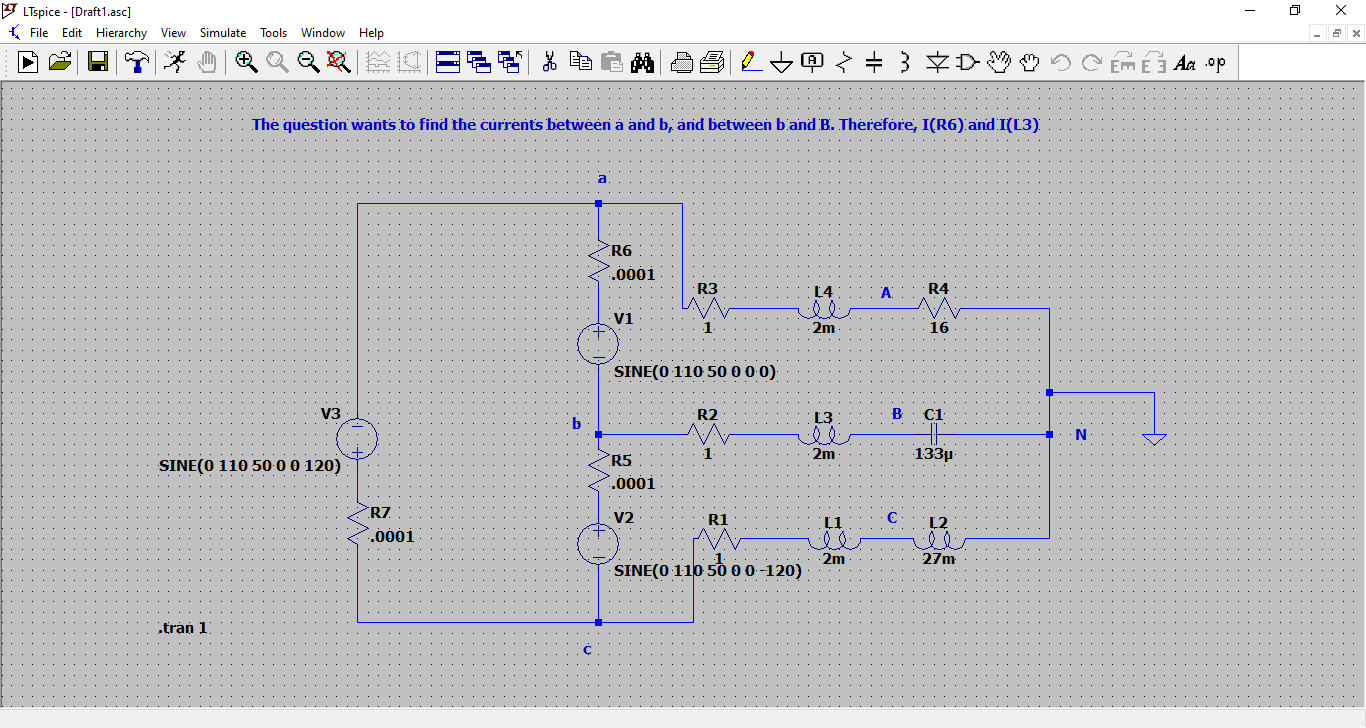 LTspice - [Draft1.asc]
File Edit Hierarchy View Simulate Tools Window Help
The question wants to find the currents between a and b, and between b and B. Therefore, I(R6) and I(L3)
a
R6
.0001
R3
1
L4
2m
A
R4
16
V1
SINE(0 110 50 0 0 0)
V3
SINE(0 110 50 0 0 120)
b
R2
1
L3
2m
B
C1
133µ
N
R5
.0001
R7
.0001
V2
SINE(0 110 50 0 0 -120)
R1
1
L1
2m
C
L2
27m
.tran 1
c